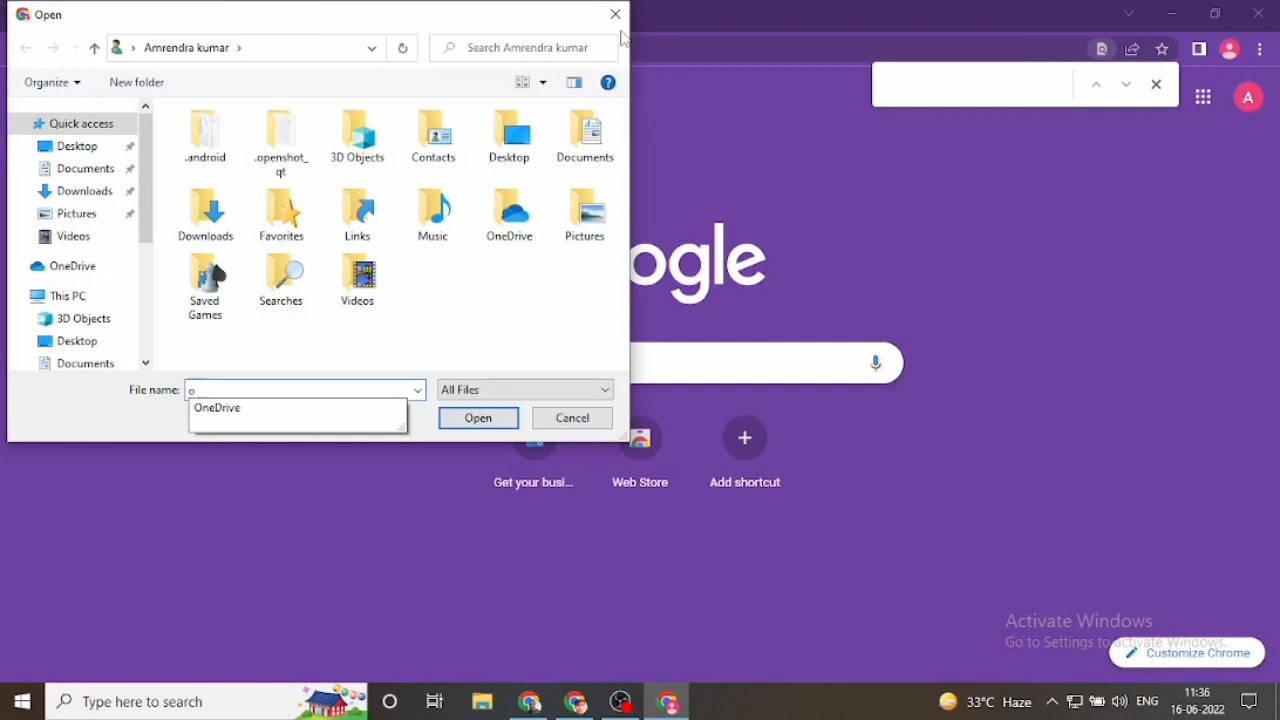 Open
Amrendra kumar
Search Amrendra kumar
Organize
New folder
Quick access
Desktop
Documents
Downloads
Pictures
Videos
OneDrive
This PC
3D Objects
Desktop
Documents
.android
.openshot_
qt
3D Objects
Contacts
Desktop
Documents
Downloads
Favorites
Links
Music
OneDrive
Pictures
Saved
Games
Searches
Videos
File name:
o
All Files
OneDrive
Open
Cancel
A
ogle
Get your busi...
Web Store
Add shortcut
Activate Windows
Go to Settings to activate Windows.
Customize Chrome
Type here to search
33°C Haze
ENG
11:36
16-06-2022